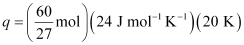 q = (60/27 mol)(24 J mol⁻¹ K⁻¹)(20 K)